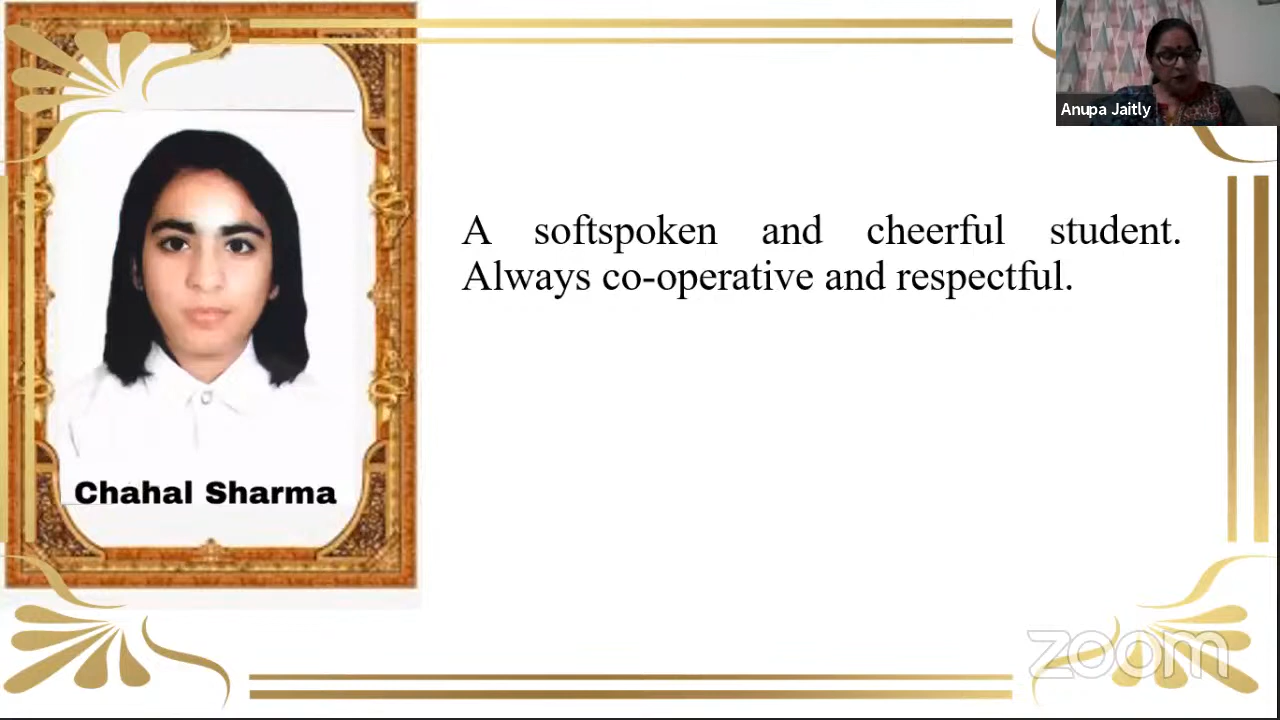 Anupa Jaitly
A softspoken and cheerful student.
Always co-operative and respectful.
Chahal Sharma
zoom